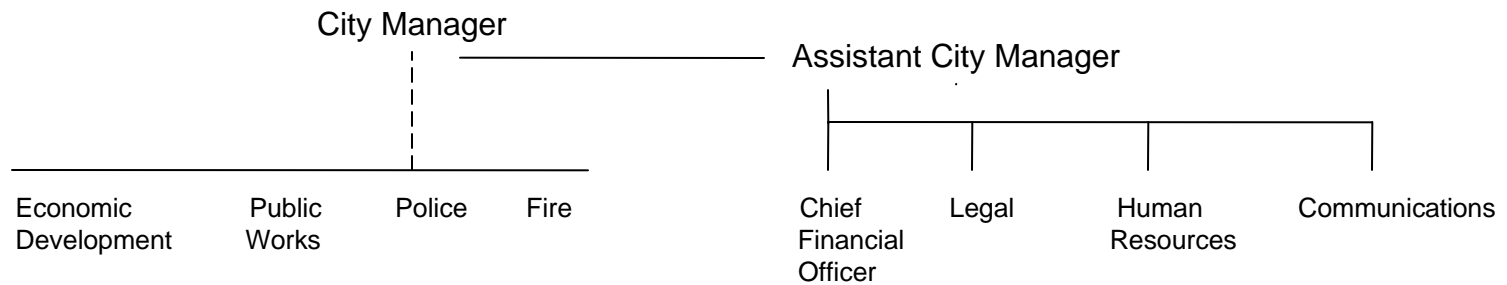 City Manager
Assistant City Manager
Economic Development
Public Works
Police
Fire
Chief Financial Officer
Legal
Human Resources
Communications